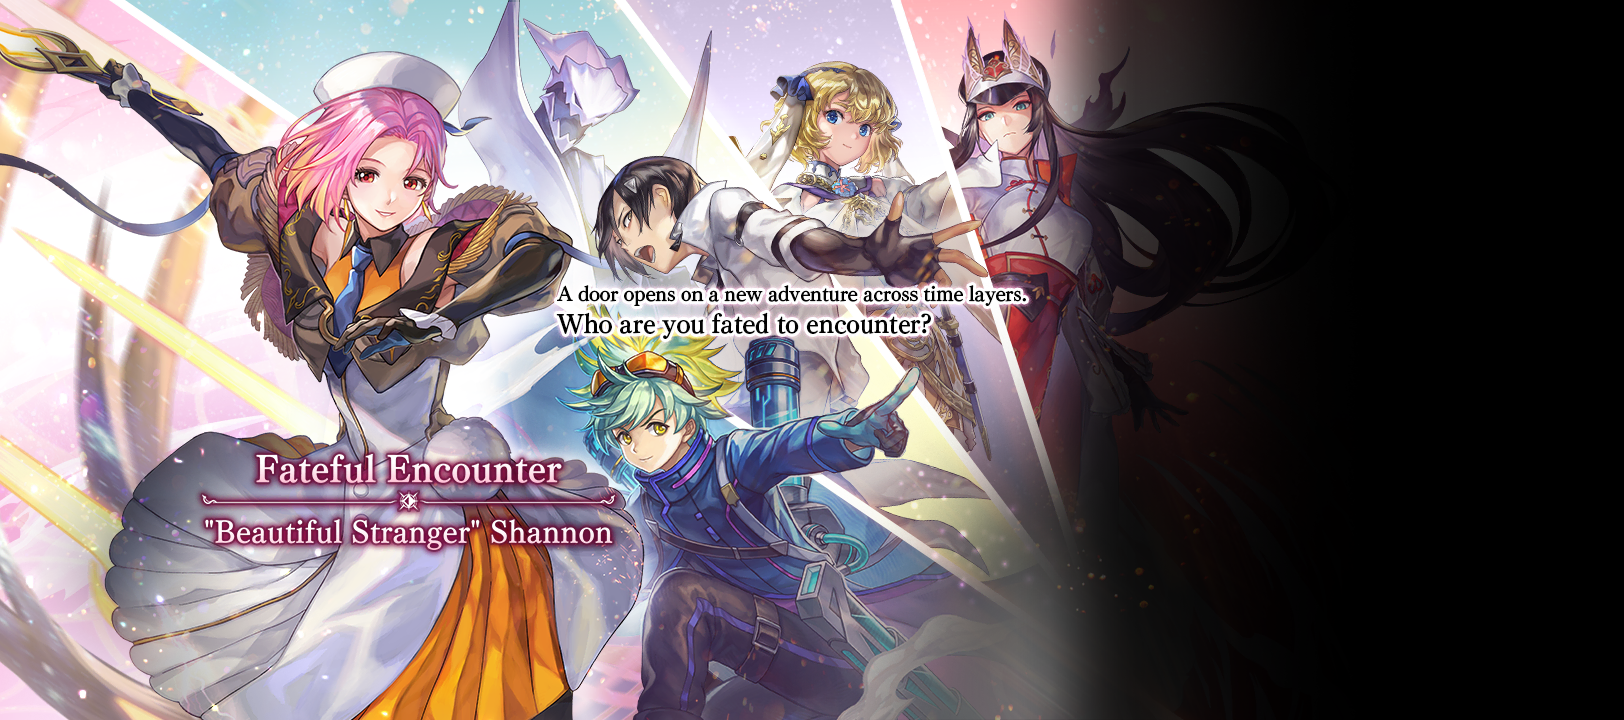 A door opens on a new adventure across time layers.
Who are you fated to encounter?
Fateful Encounter
"Beautiful Stranger" Shannon